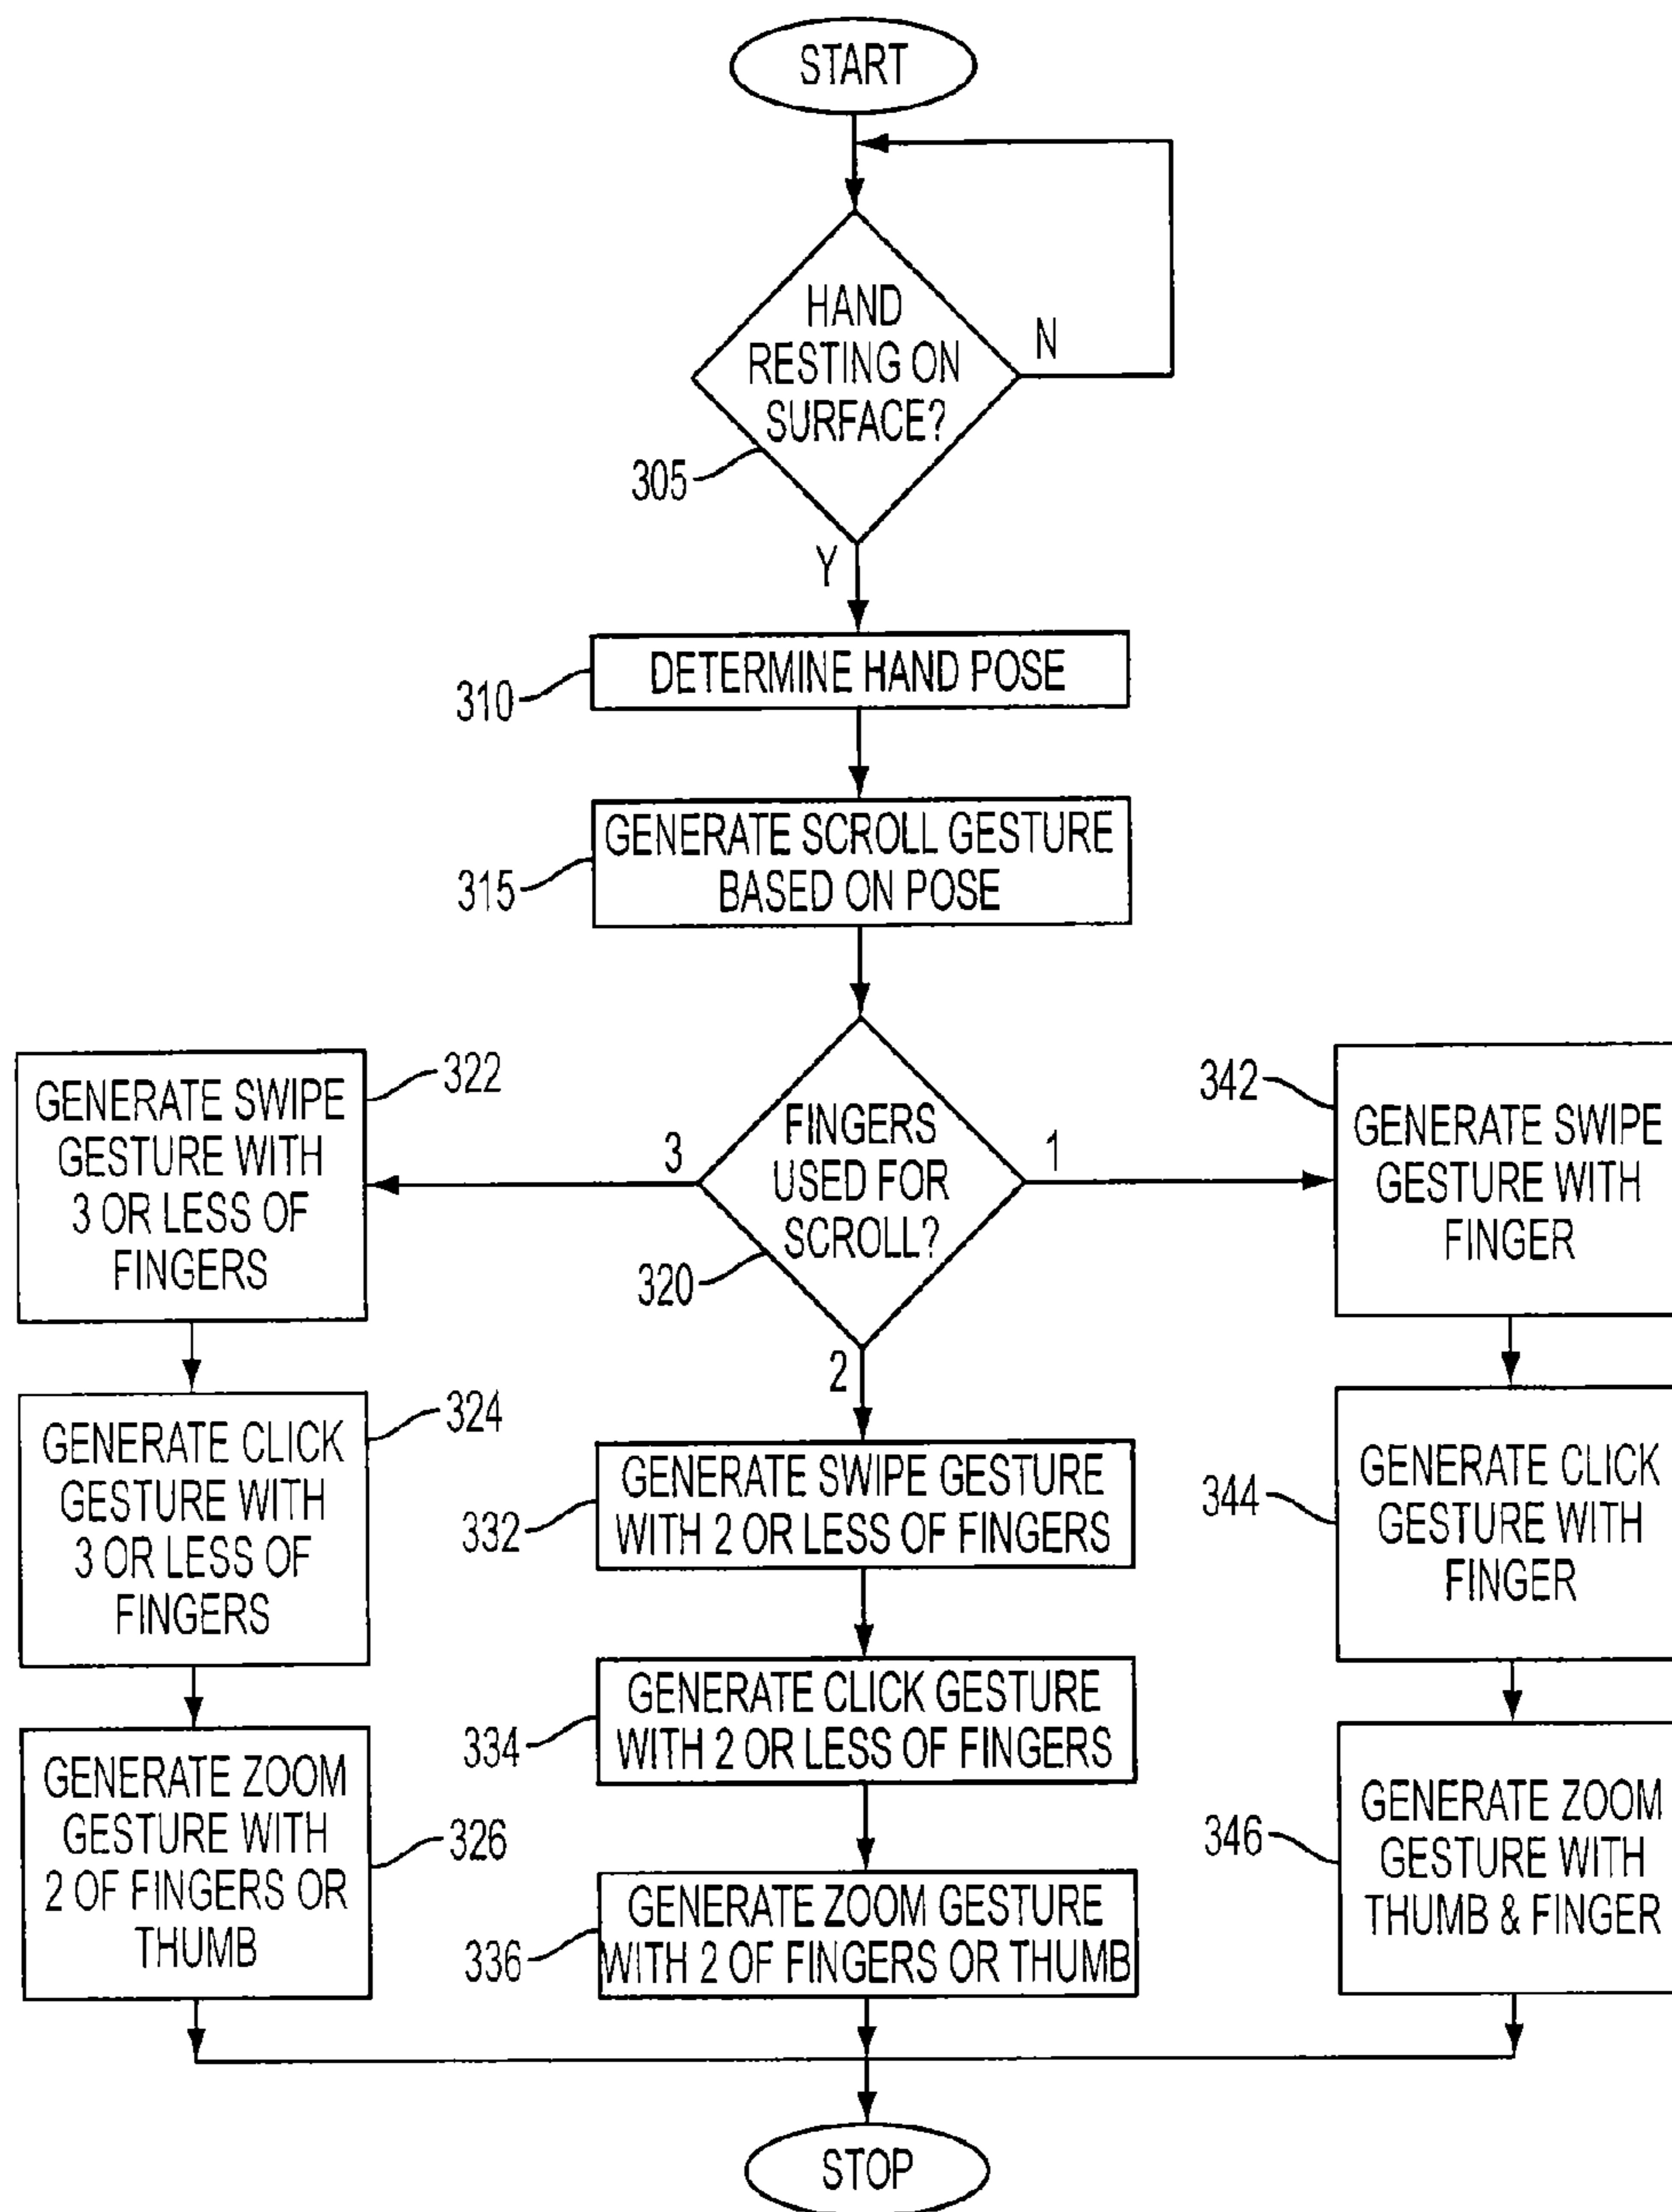 START
HAND
RESTING ON
SURFACE?
N
305
Y
DETERMINE HAND POSE
310
GENERATE SCROLL GESTURE
BASED ON POSE
315
FINGERS
USED FOR
SCROLL?
320
3
1
2
GENERATE SWIPE
GESTURE WITH
3 OR LESS OF
FINGERS
322
GENERATE CLICK
GESTURE WITH
3 OR LESS OF
FINGERS
324
GENERATE ZOOM
GESTURE WITH
2 OF FINGERS OR
THUMB
326
GENERATE SWIPE GESTURE
WITH 2 OR LESS OF FINGERS
332
GENERATE CLICK GESTURE
WITH 2 OR LESS OF FINGERS
334
GENERATE ZOOM GESTURE
WITH 2 OF FINGERS OR THUMB
336
342
GENERATE SWIPE
GESTURE WITH
FINGER
344
GENERATE CLICK
GESTURE WITH
FINGER
346
GENERATE ZOOM
GESTURE WITH
THUMB & FINGER
STOP